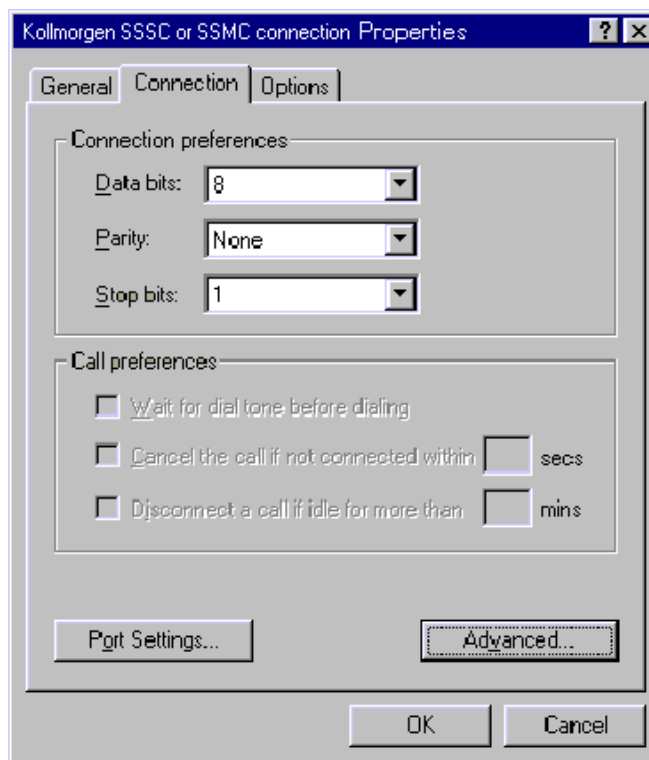 Kollmorgen SSSC or SSMC connection Properties ? ×
General Connection Options
Connection preferences
Data bits: 8
Parity: None
Stop bits: 1
Call preferences
Wait for dial tone before dialing
Cancel the call if not connected within secs
Disconnect a call if idle for more than mins
Port Settings... Advanced...
OK Cancel